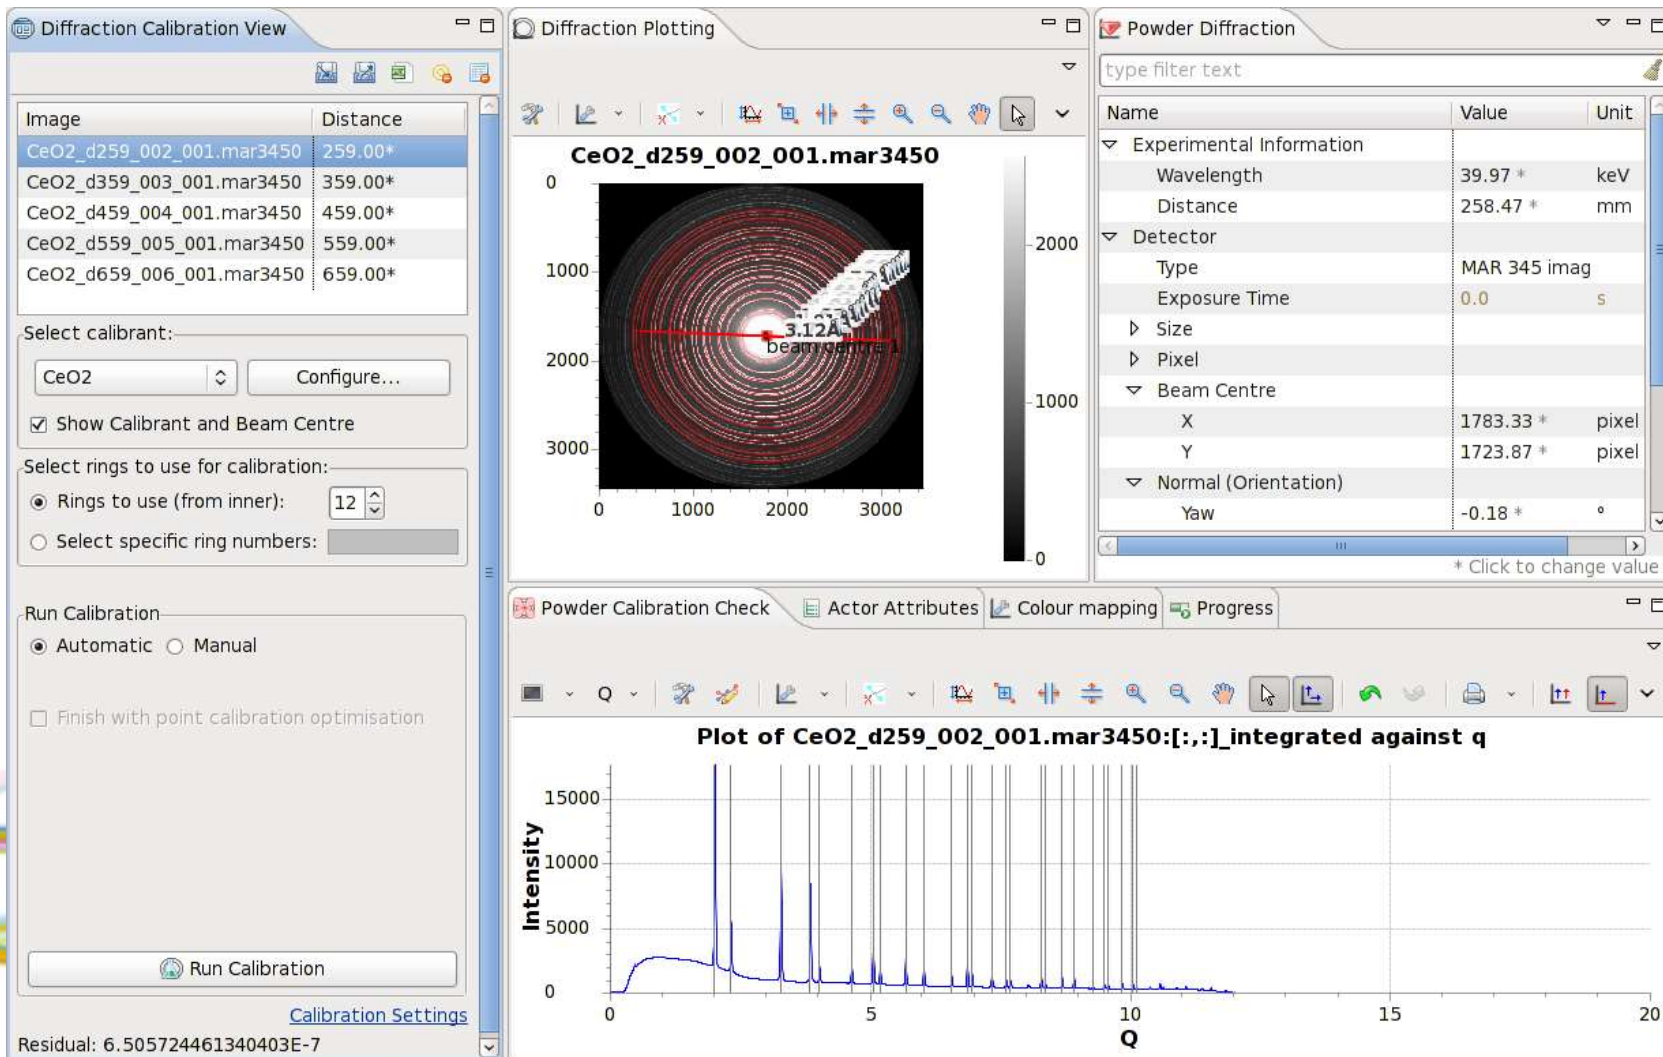 Diffraction Calibration View
Image Distance
CeO2_d259_002_001.mar3450 259.00*
CeO2_d359_003_001.mar3450 359.00*
CeO2_d459_004_001.mar3450 459.00*
CeO2_d559_005_001.mar3450 559.00*
CeO2_d659_006_001.mar3450 659.00*
Select calibrant:
CeO2 Configure...
Show Calibrant and Beam Centre
Select rings to use for calibration:
Rings to use (from inner): 12
Select specific ring numbers:
Run Calibration
Automatic Manual
Finish with point calibration optimisation
Run Calibration
Calibration Settings
Residual: 6.505724461340403E-7
Diffraction Plotting
CeO2_d259_002_001.mar3450
0
1000
2000
3000
0 1000 2000 3000
3.12Å
beam centre 1
2000
1000
0
Powder Diffraction
type filter text
Name Value Unit
Experimental Information
Wavelength 39.97 * keV
Distance 258.47 * mm
Detector
Type MAR 345 imag
Exposure Time 0.0 s
Size
Pixel
Beam Centre
X 1783.33 * pixel
Y 1723.87 * pixel
Normal (Orientation)
Yaw -0.18 * °
* Click to change value
Powder Calibration Check Actor Attributes Colour mapping Progress
Q
Plot of CeO2_d259_002_001.mar3450:[:,:]_integrated against q
Intensity
15000
10000
5000
0
0 5 10 15 20
Q